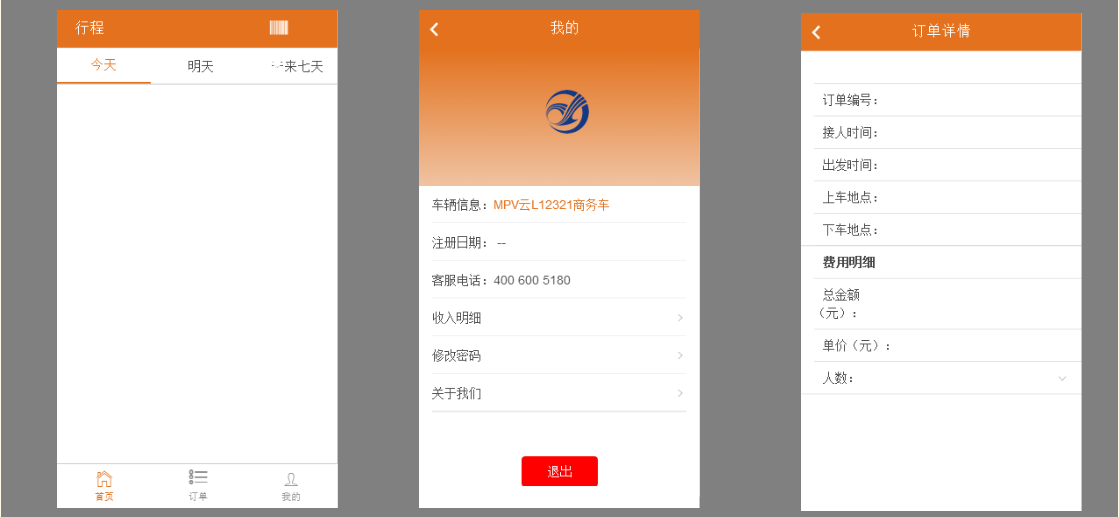 行程
今天
明天
来七天
首页
订单
我的
我的
车辆信息：MPV云L12321商务车
注册日期： --
客服电话：400 600 5180
收入明细
修改密码
关于我们
退出
订单详情
订单编号：
接人时间：
出发时间：
上车地点：
下车地点：
费用明细
总金额
（元）：
单价（元）：
人数：